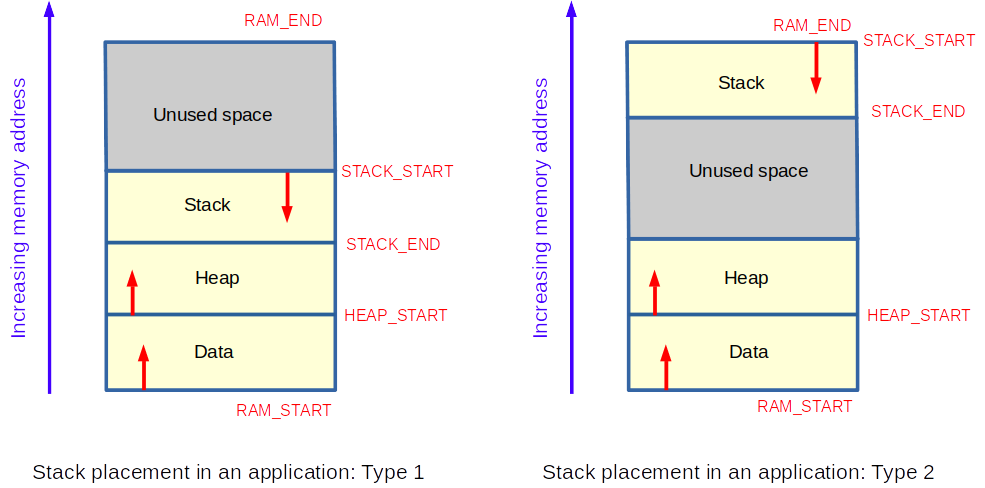 RAM_END
Unused space
STACK_START
Stack
STACK_END
Heap
HEAP_START
Data
RAM_START
Increasing memory address
Stack placement in an application: Type 1
RAM_END
STACK_START
Stack
STACK_END
Unused space
Heap
HEAP_START
Data
RAM_START
Increasing memory address
Stack placement in an application: Type 2